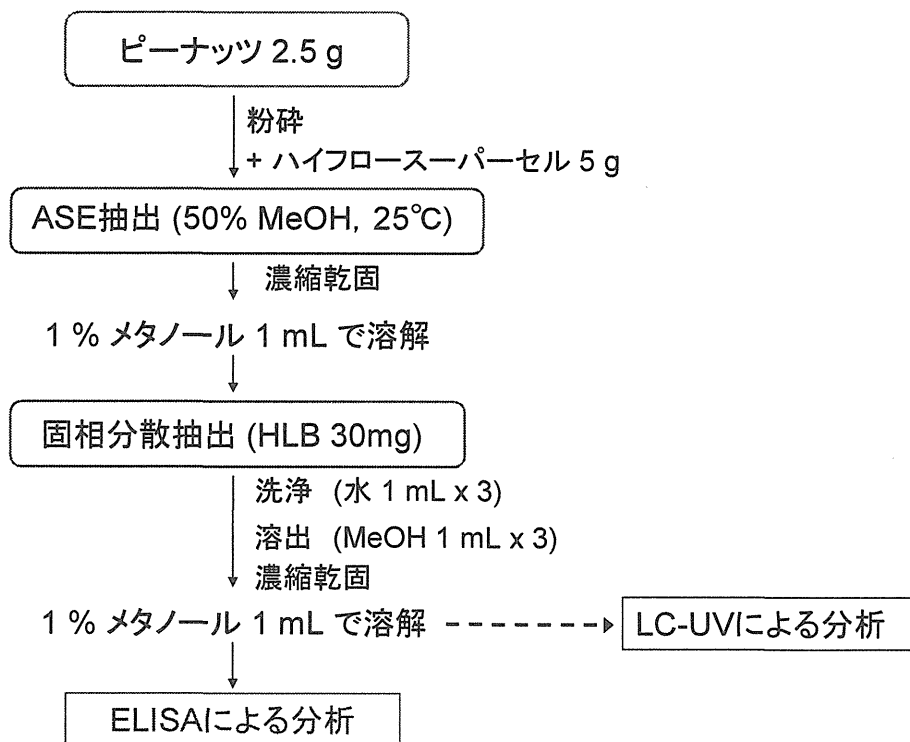 ピーナッツ 2.5 g
粉砕
+ ハイフロースーパーセル 5 g
ASE抽出 (50% MeOH, 25℃)
濃縮乾固
1 % メタノール 1 mL で溶解
固相分散抽出 (HLB 30mg)
洗浄 (水 1 mL x 3)
溶出 (MeOH 1 mL x 3)
濃縮乾固
1 % メタノール 1 mL で溶解
LC-UVによる分析
ELISAによる分析